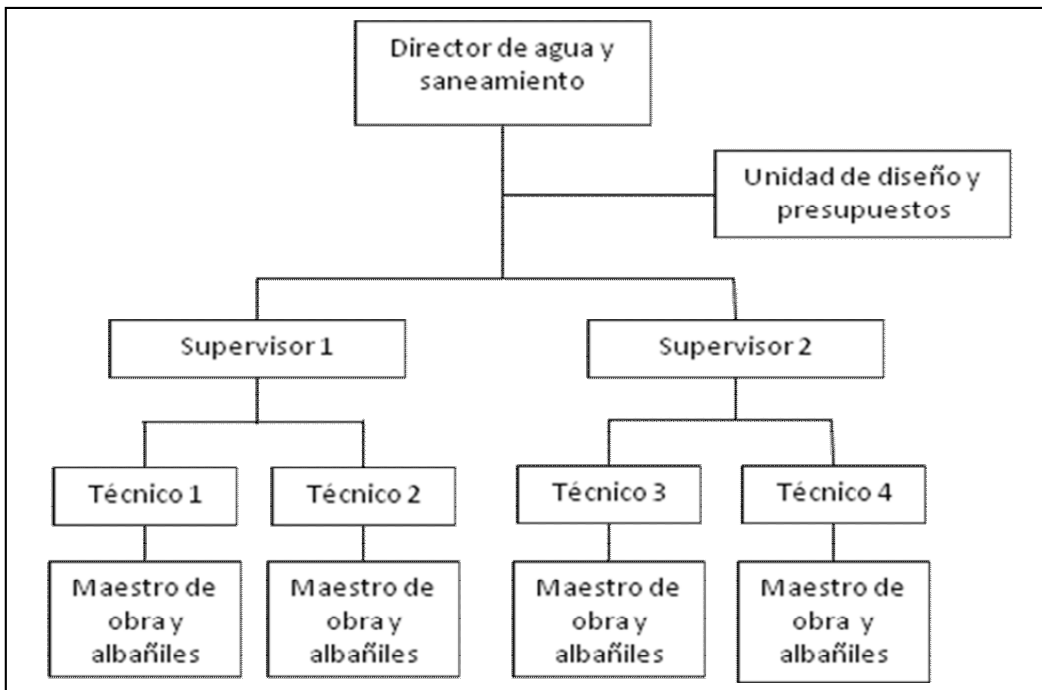 Director de agua y
saneamiento
Unidad de diseño y
presupuestos
Supervisor 1
Supervisor 2
Técnico 1
Técnico 2
Técnico 3
Técnico 4
Maestro de
obra y
albañiles
Maestro de
obra y
albañiles
Maestro de
obra y
albañiles
Maestro de
obra y
albañiles